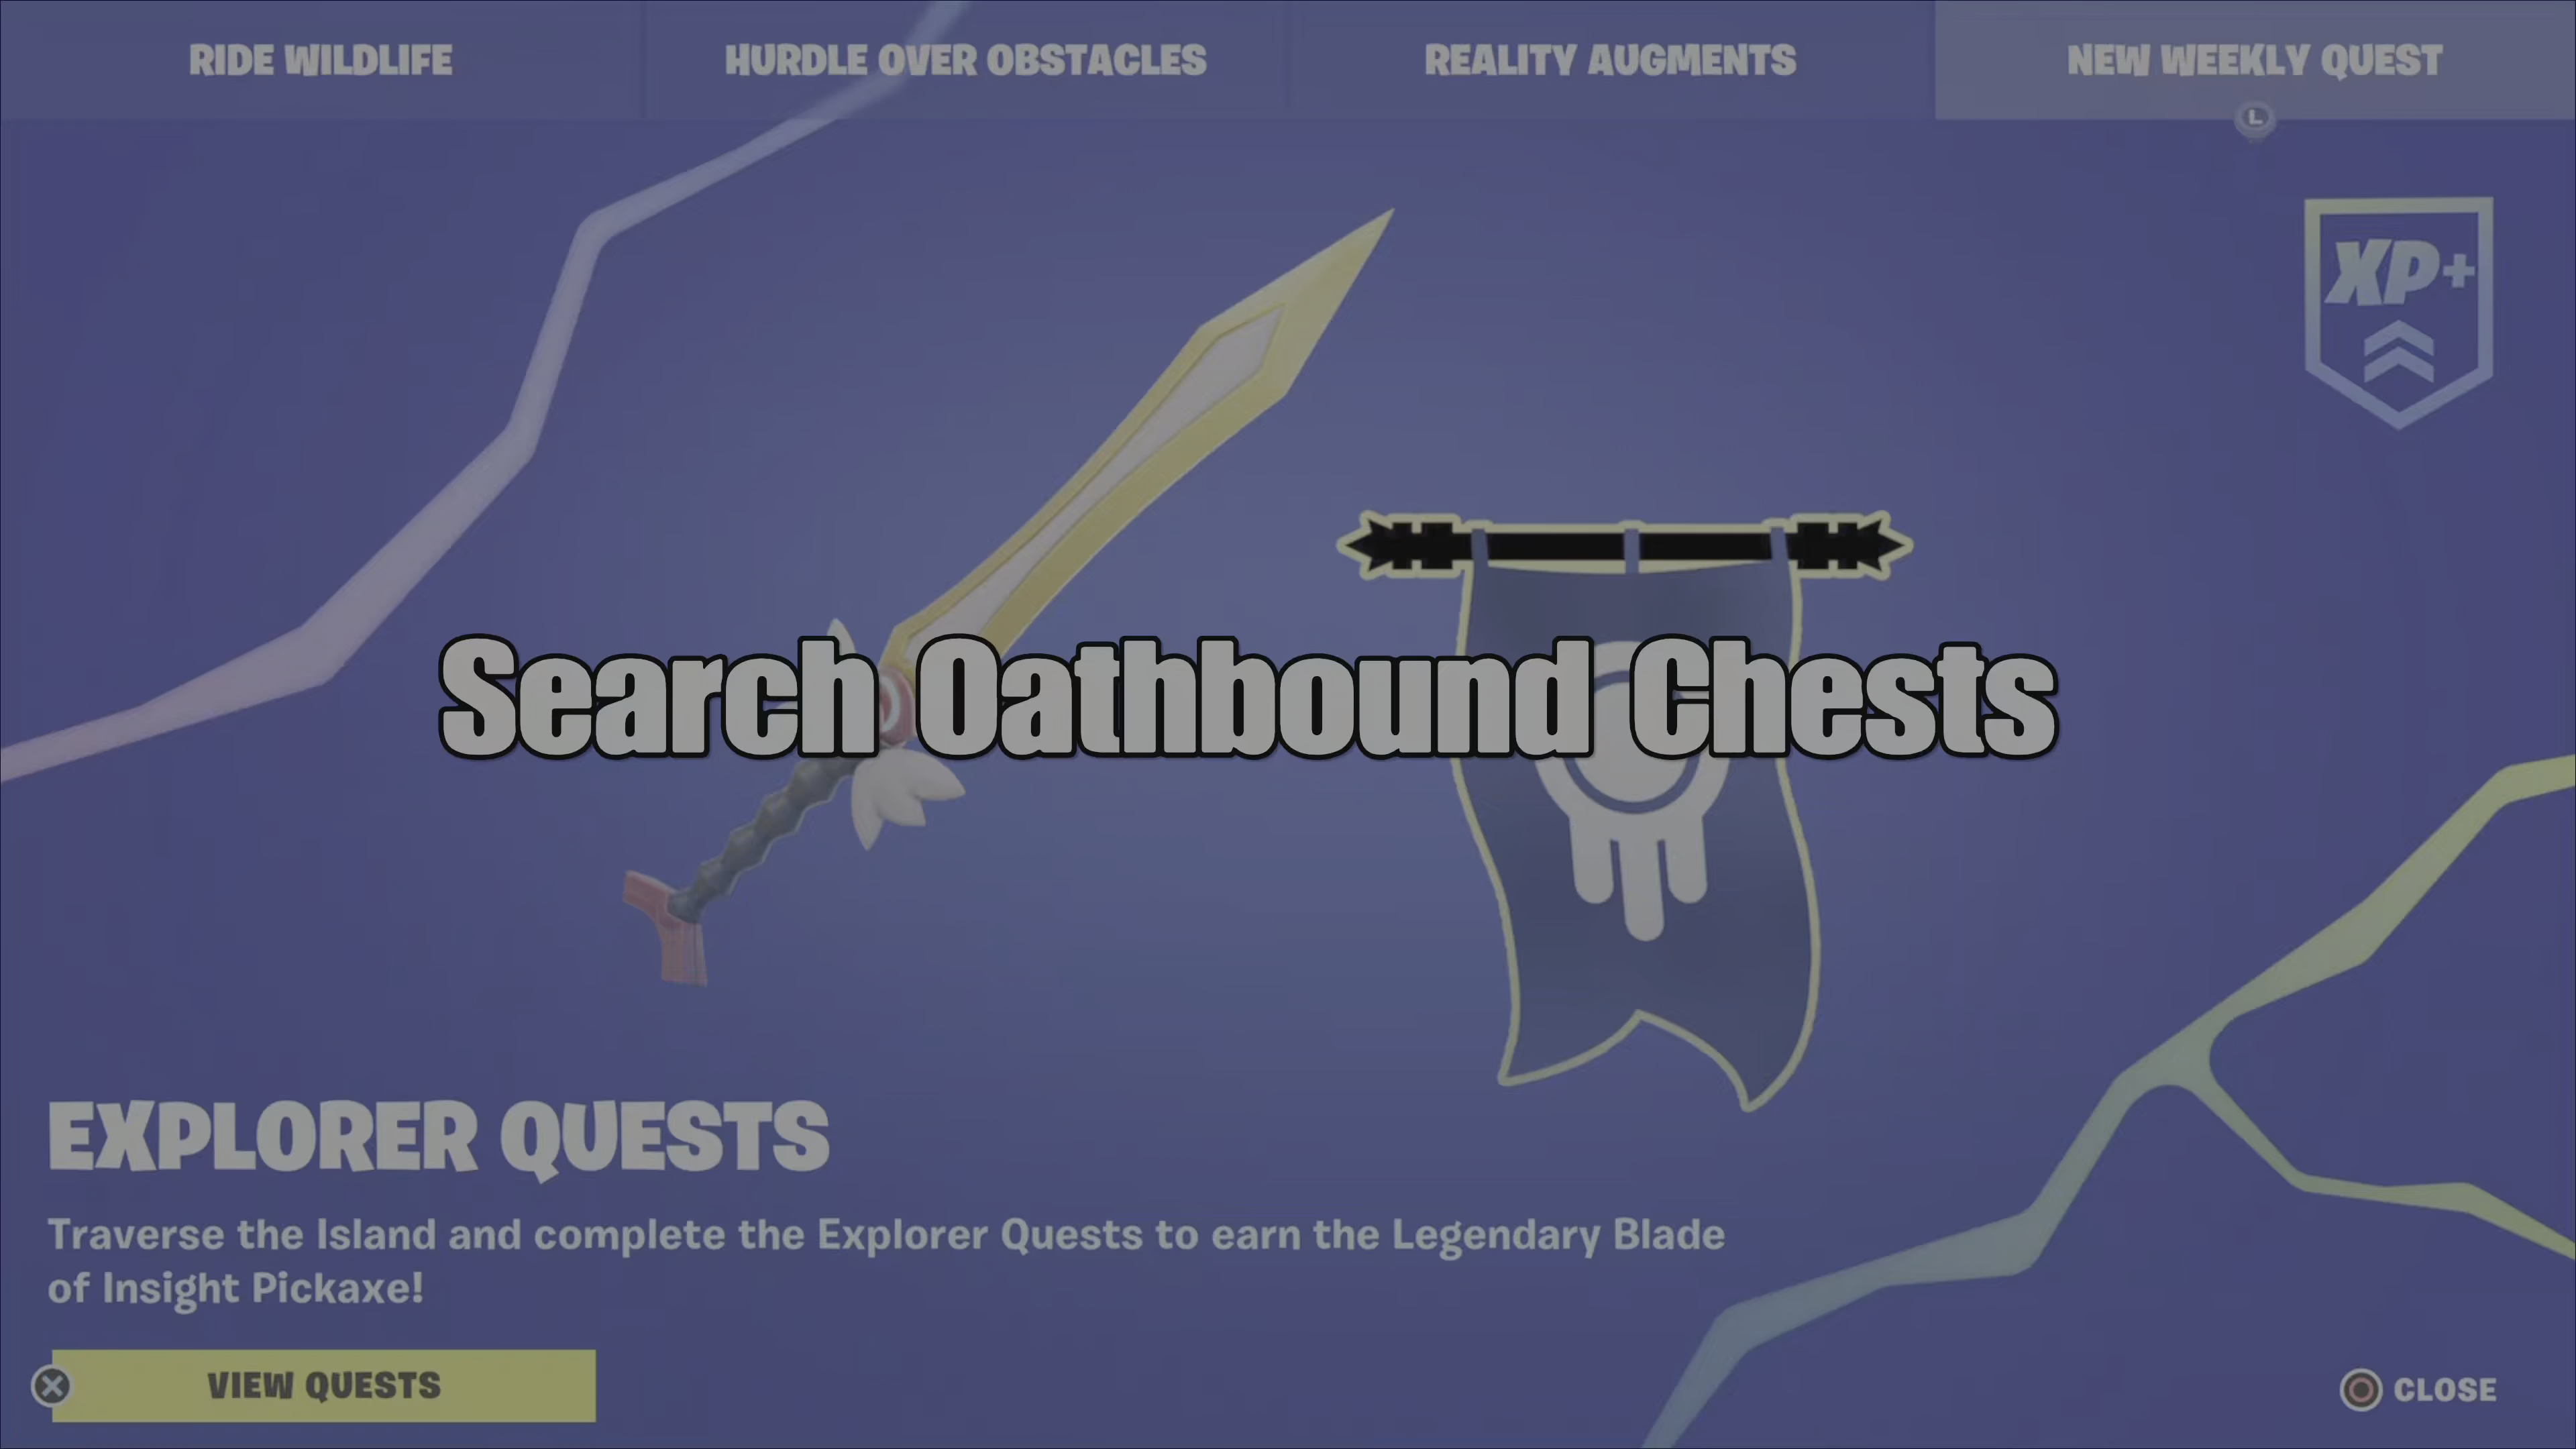 RIDE WILDLIFE
HURDLE OVER OBSTACLES
REALITY AUGMENTS
NEW WEEKLY QUEST
L
XP+
Search Oathbound Chests
EXPLORER QUESTS
Traverse the Island and complete the Explorer Quests to earn the Legendary Blade
of Insight Pickaxe!
VIEW QUESTS
CLOSE